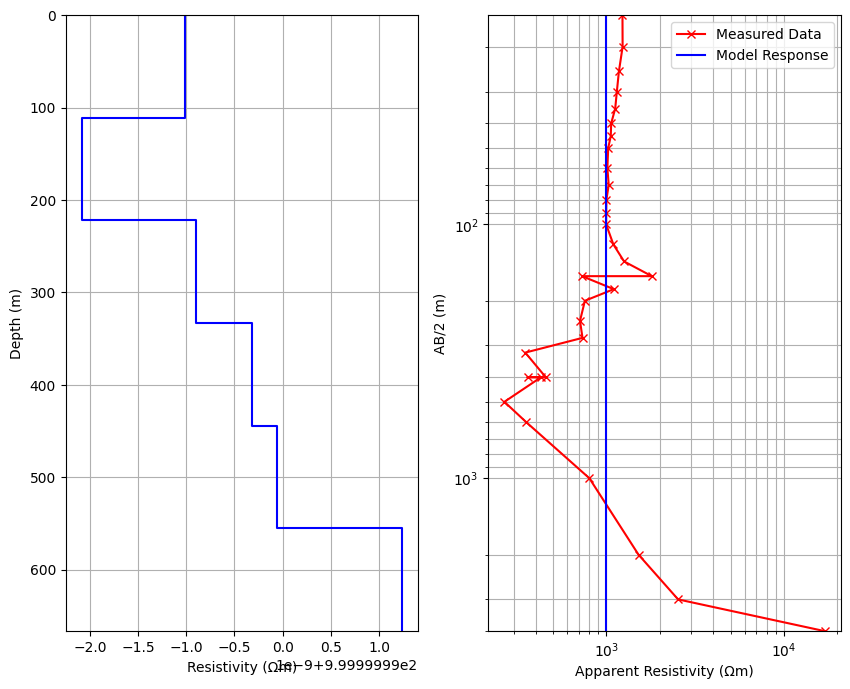 0
100
200
300
400
500
600
Depth (m)
−2.0 −1.5 −1.0 −0.5 0.0 0.5 1.0
1e−9+9.9999999e2
Resistivity (Ωm)
Measured Data
Model Response
10²
10³
AB/2 (m)
10³ 10⁴
Apparent Resistivity (Ωm)